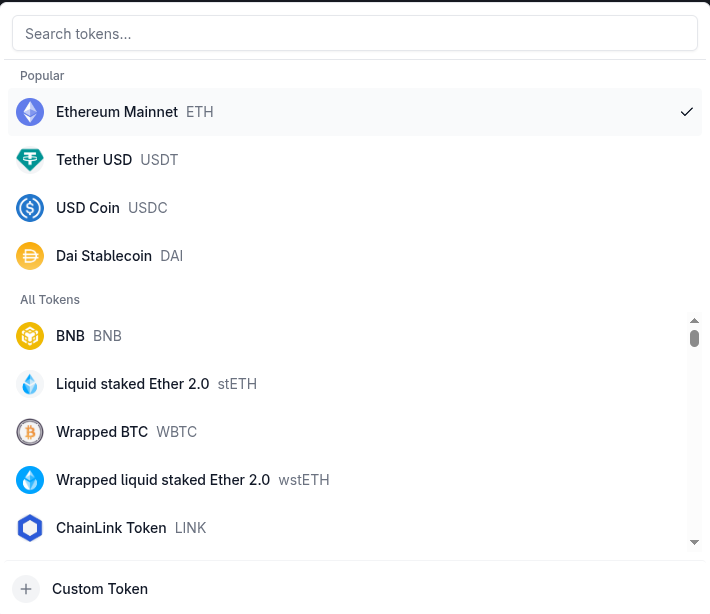 Search tokens...
Popular
Ethereum Mainnet ETH
Tether USD USDT
USD Coin USDC
Dai Stablecoin DAI
All Tokens
BNB BNB
Liquid staked Ether 2.0 stETH
Wrapped BTC WBTC
Wrapped liquid staked Ether 2.0 wstETH
ChainLink Token LINK
Custom Token